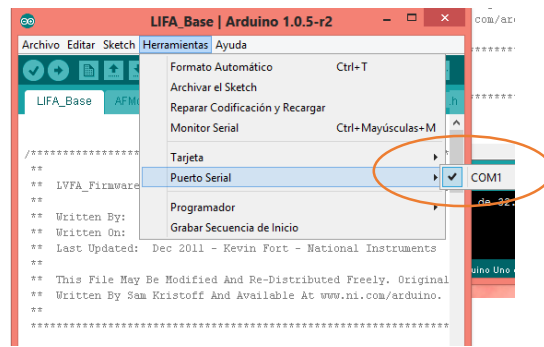 LIFA_Base | Arduino 1.0.5-r2
Archivo Editar Sketch Herramientas Ayuda
Formato Automático Ctrl+T
Archivar el Sketch
Reparar Codificación y Recargar
Monitor Serial Ctrl+Mayúsculas+M
Tarjeta
Puerto Serial
COM1
Programador
Grabar Secuencia de Inicio
LIFA_Base
.h
/****************************************************
**
** LVFA_Firmware
**
** Written By:
** Written On:
** Last Updated: Dec 2011 - Kevin Fort - National Instruments
**
** This File May Be Modified And Re-Distributed Freely. Original
** Written By Sam Kristoff And Available At www.ni.com/arduino.
**
****************************************************
com/ar
*******
*******
de 32.
uino Uno